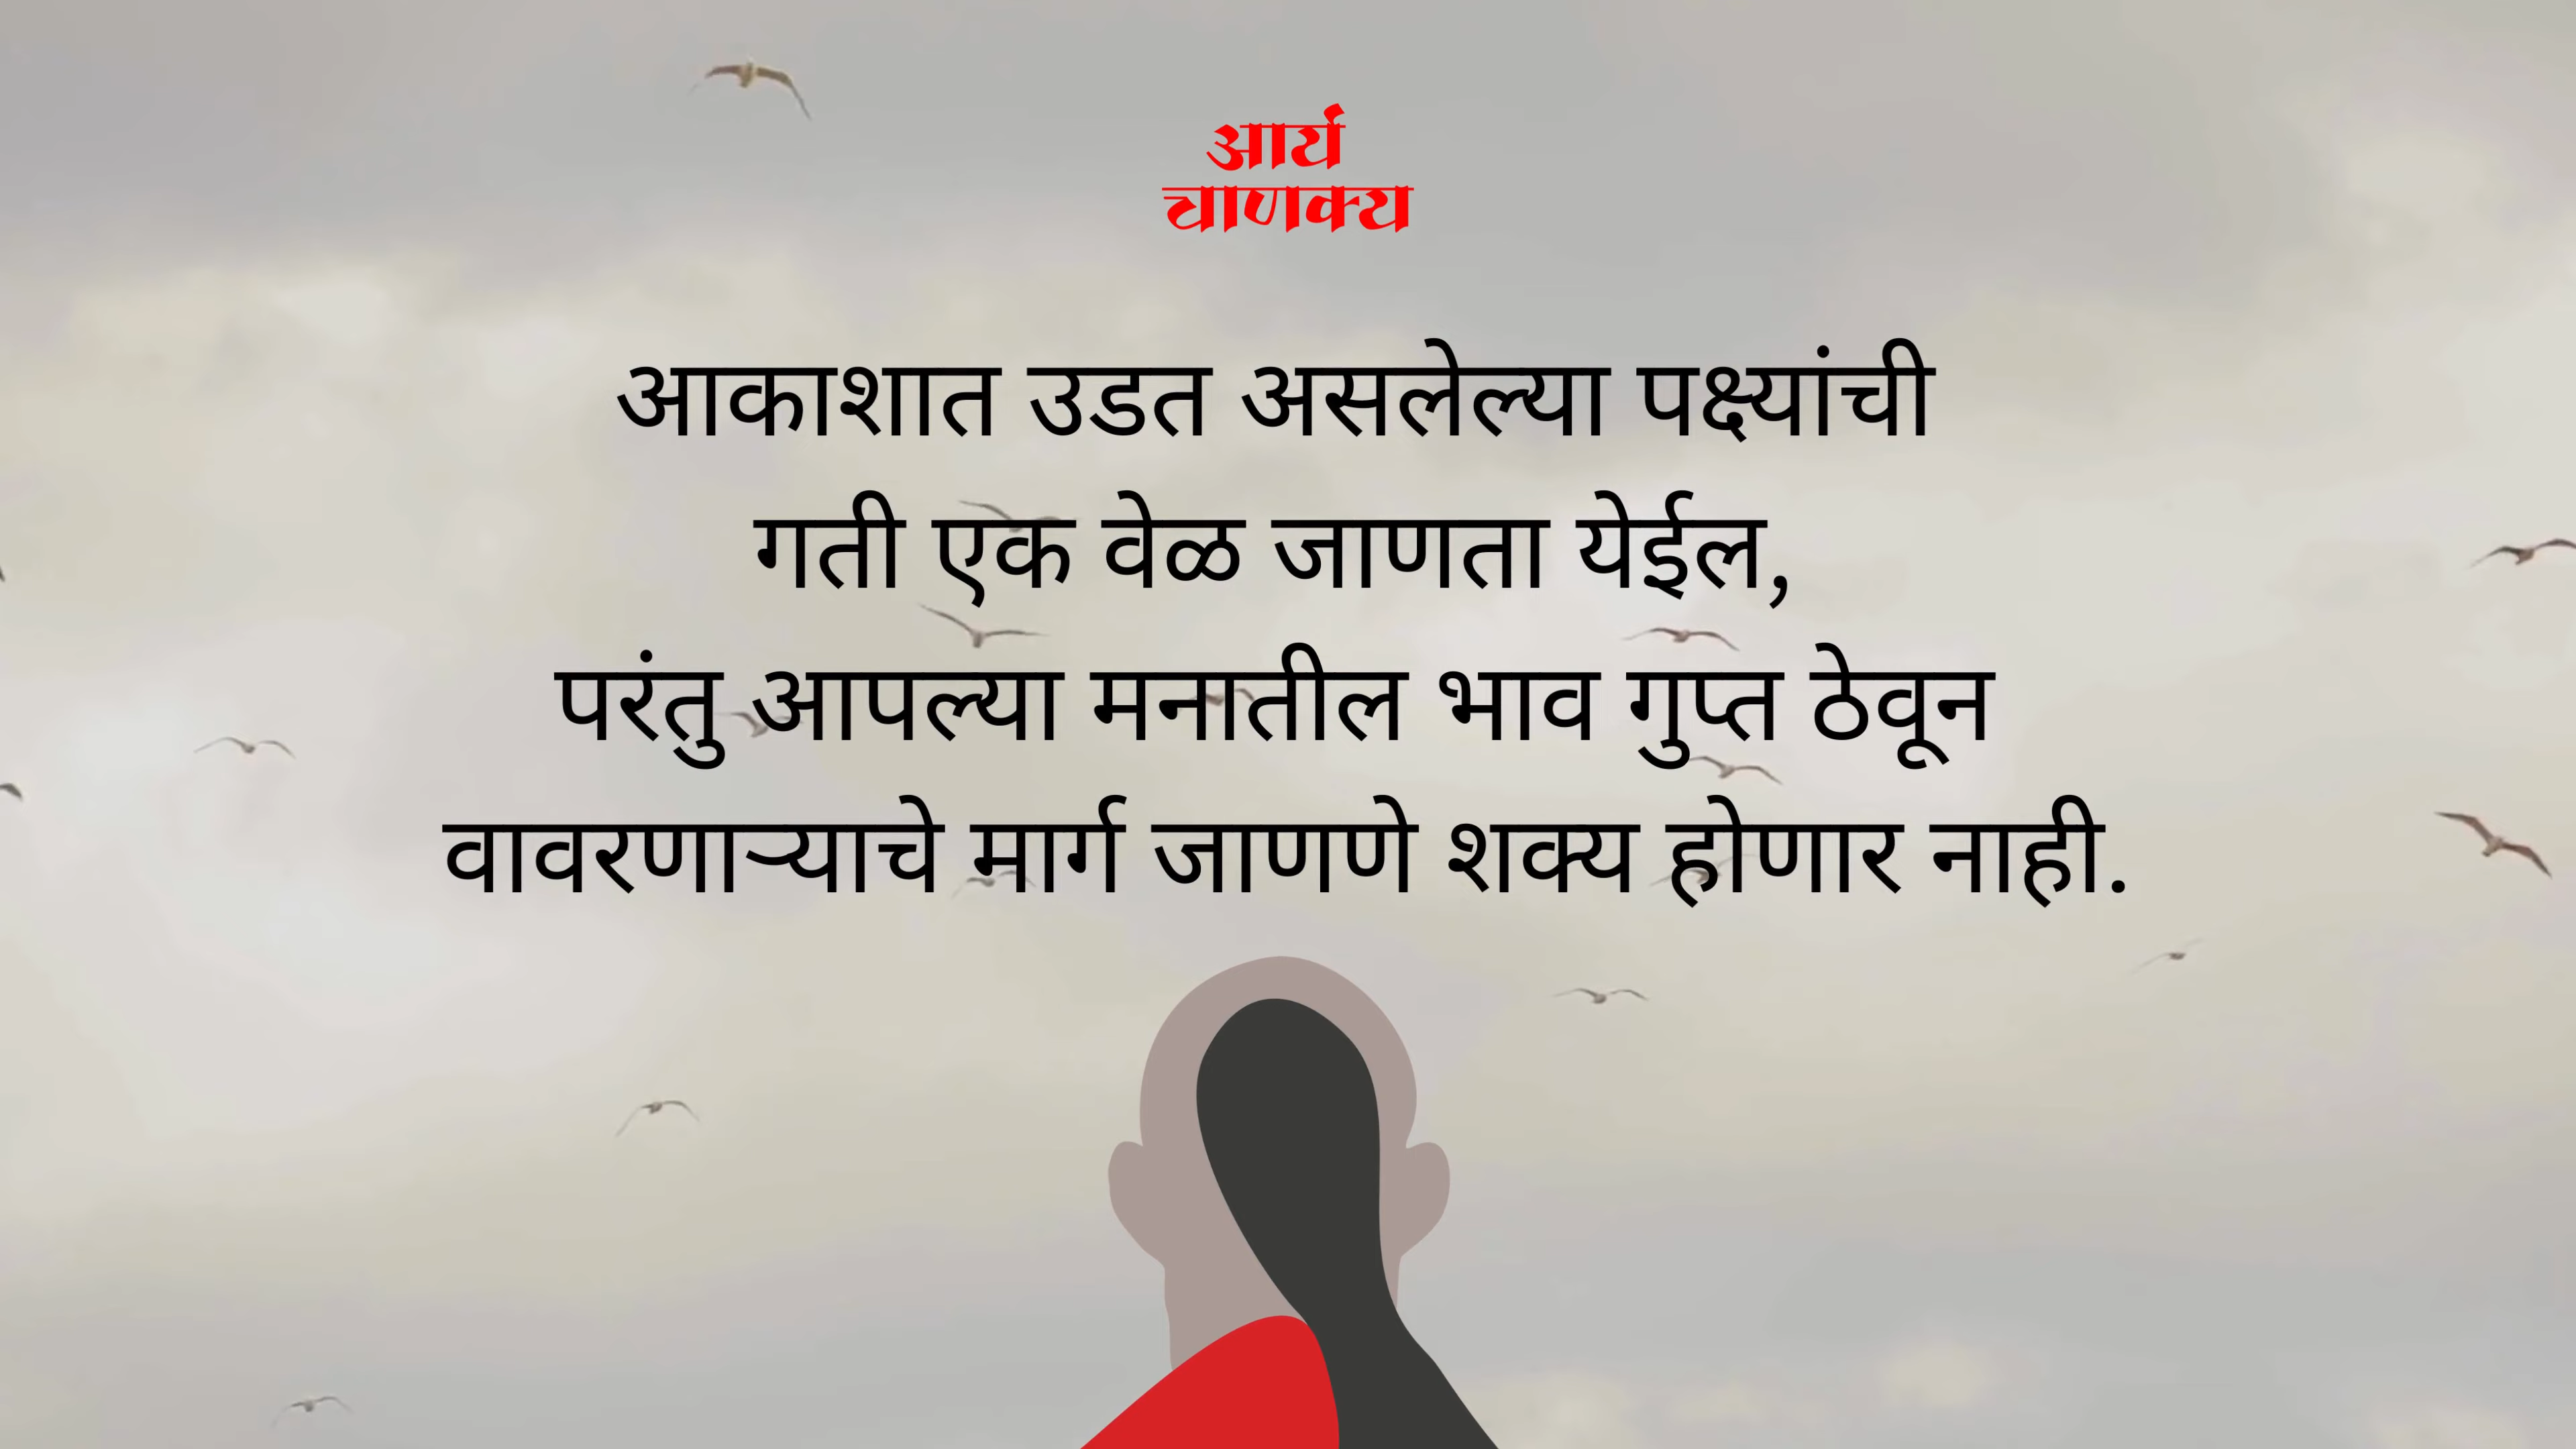 आर्य
चाणक्य
आकाशात उडत असलेल्या पक्ष्यांची
गती एक वेळ जाणता येईल,
परंतु आपल्या मनातील भाव गुप्त ठेवून
वावरणाऱ्याचे मार्ग जाणणे शक्य होणार नाही.